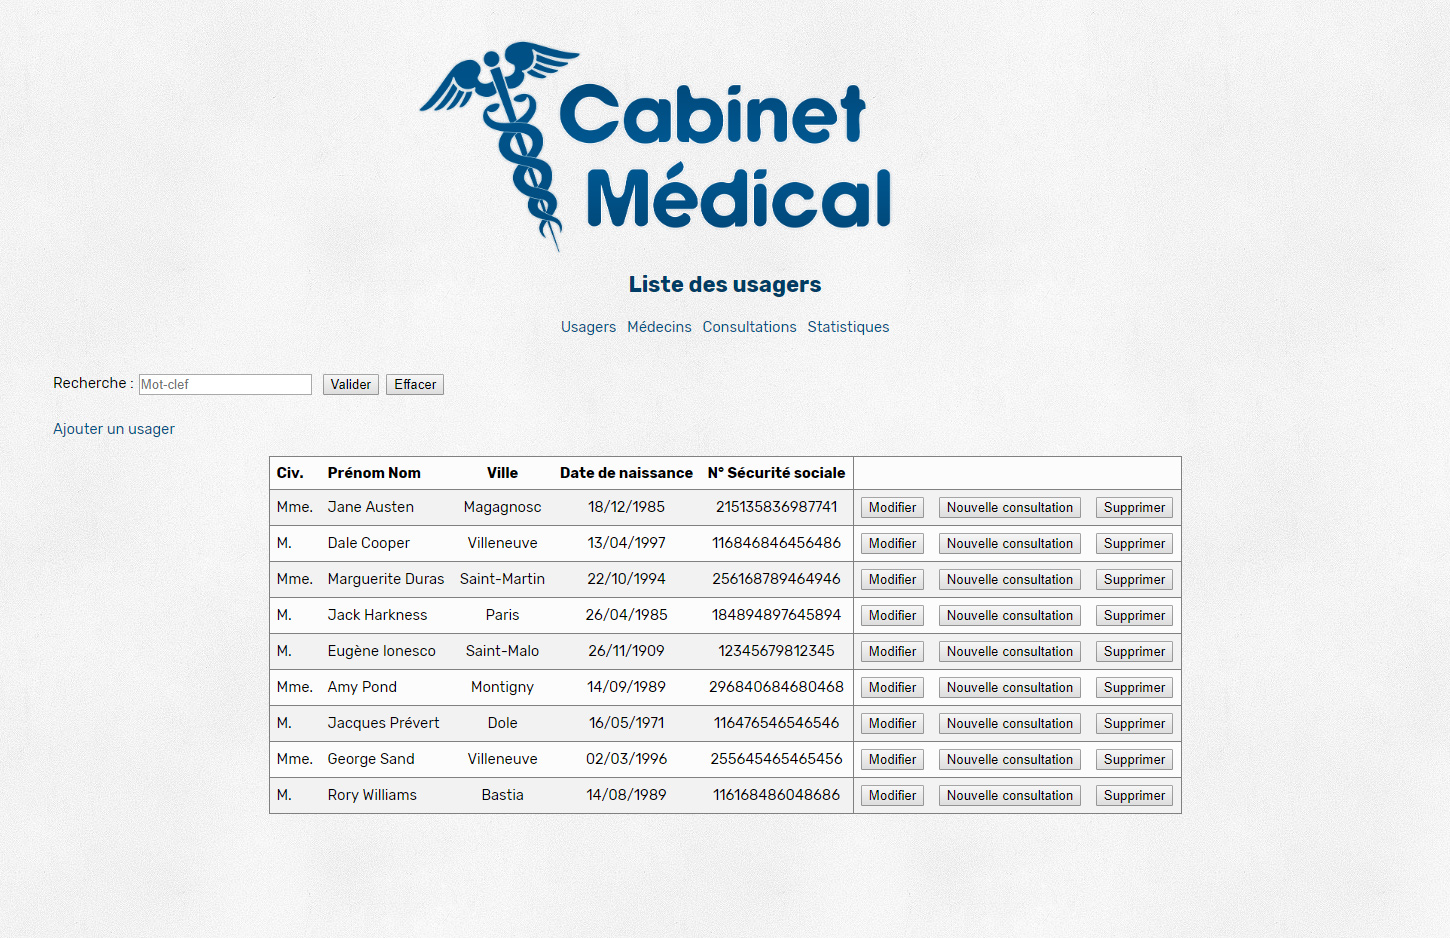 Cabinet
Médical
Liste des usagers
Usagers Médecins Consultations Statistiques
Recherche : Mot-clef Valider Effacer
Ajouter un usager
Civ. Prénom Nom Ville Date de naissance N° Sécurité sociale
Mme. Jane Austen Magagnosc 18/12/1985 215135836987741 Modifier Nouvelle consultation Supprimer
M. Dale Cooper Villeneuve 13/04/1997 116846846456486 Modifier Nouvelle consultation Supprimer
Mme. Marguerite Duras Saint-Martin 22/10/1994 256168789464946 Modifier Nouvelle consultation Supprimer
M. Jack Harkness Paris 26/04/1985 184894897645894 Modifier Nouvelle consultation Supprimer
M. Eugène Ionesco Saint-Malo 26/11/1909 12345679812345 Modifier Nouvelle consultation Supprimer
Mme. Amy Pond Montigny 14/09/1989 296840684680468 Modifier Nouvelle consultation Supprimer
M. Jacques Prévert Dole 16/05/1971 116476546546546 Modifier Nouvelle consultation Supprimer
Mme. George Sand Villeneuve 02/03/1996 255645465465456 Modifier Nouvelle consultation Supprimer
M. Rory Williams Bastia 14/08/1989 116168486048686 Modifier Nouvelle consultation Supprimer